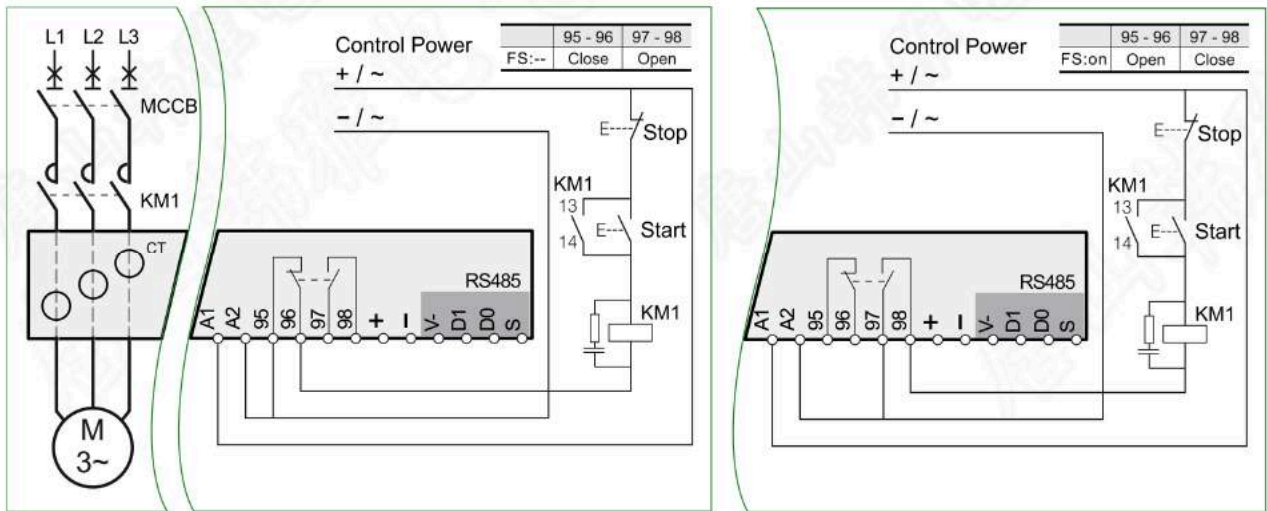 L1 L2 L3
MCCB
KM1
CT
M
3~
Control Power
+ / ~
− / ~
95 - 96 97 - 98
FS:-- Close Open
E Stop
KM1
13
14
E Start
KM1
RS485
A1 A2 95 96 97 98 + − V- D1 D0 S
Control Power
+ / ~
− / ~
95 - 96 97 - 98
FS:on Open Close
E Stop
KM1
13
14
E Start
KM1
RS485
A1 A2 95 96 97 98 + − V- D1 D0 S